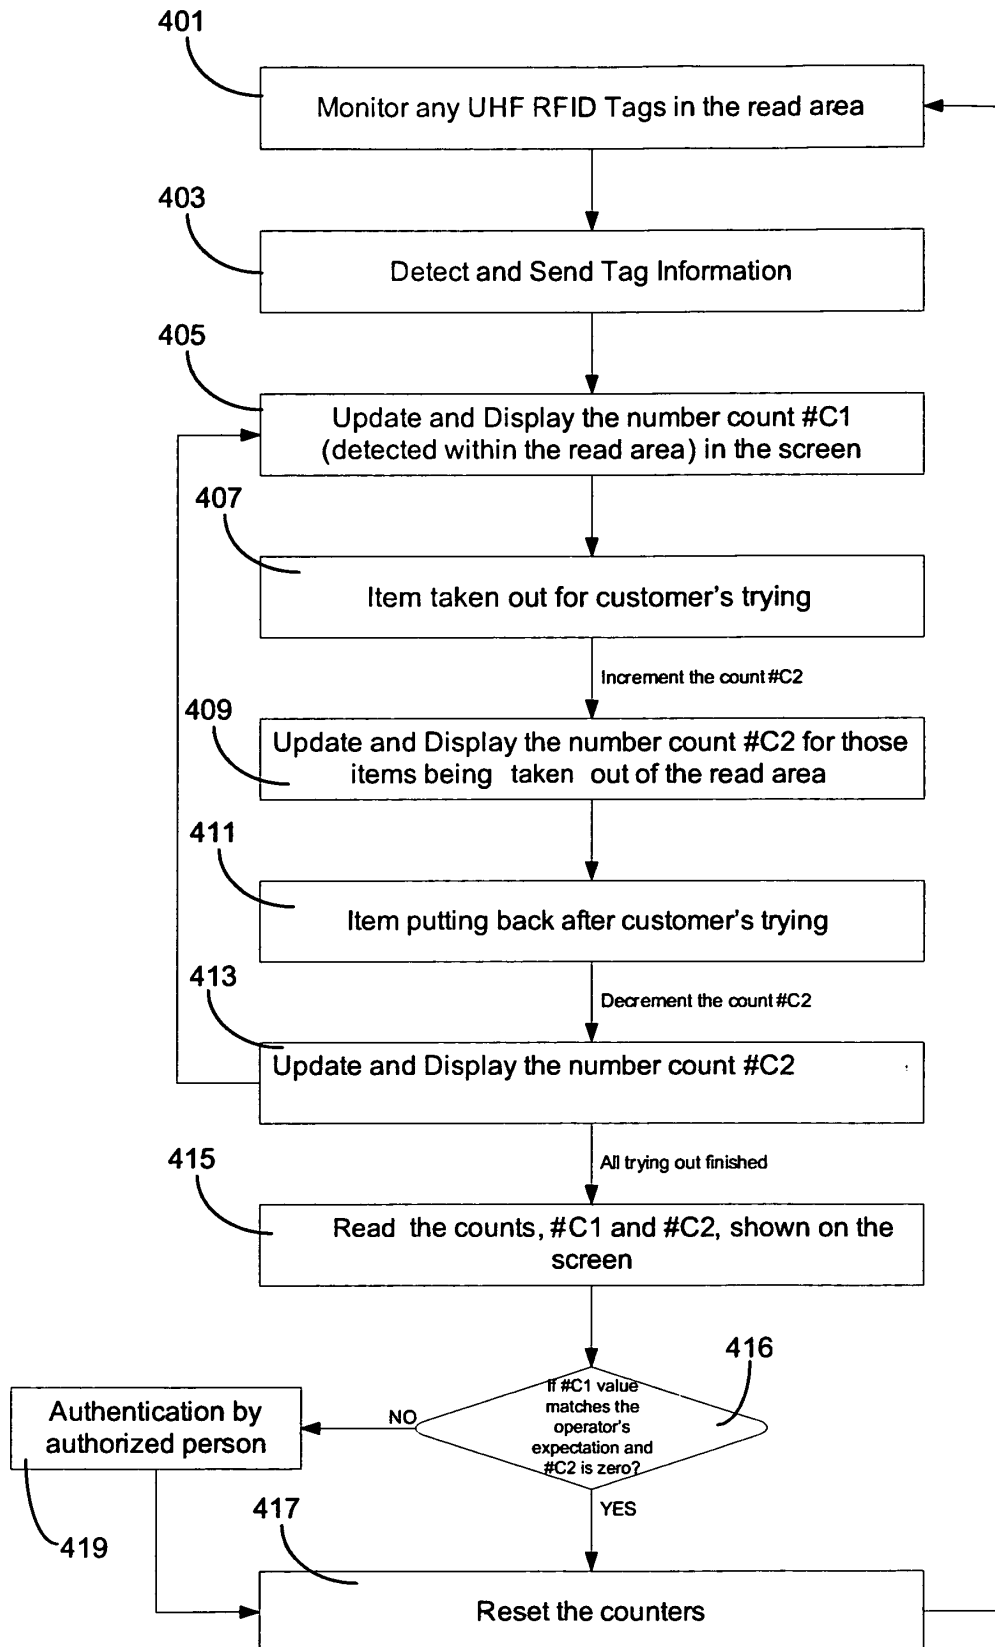 401
Monitor any UHF RFID Tags in the read area
403
Detect and Send Tag Information
405
Update and Display the number count #C1
(detected within the read area) in the screen
407
Item taken out for customer's trying
Increment the count #C2
409
Update and Display the number count #C2 for those
items being taken out of the read area
411
Item putting back after customer's trying
Decrement the count #C2
413
Update and Display the number count #C2
All trying out finished
415
Read the counts, #C1 and #C2, shown on the
screen
416
If #C1 value
matches the
operator's
expectation and
#C2 is zero?
NO
Authentication by
authorized person
419
YES
417
Reset the counters